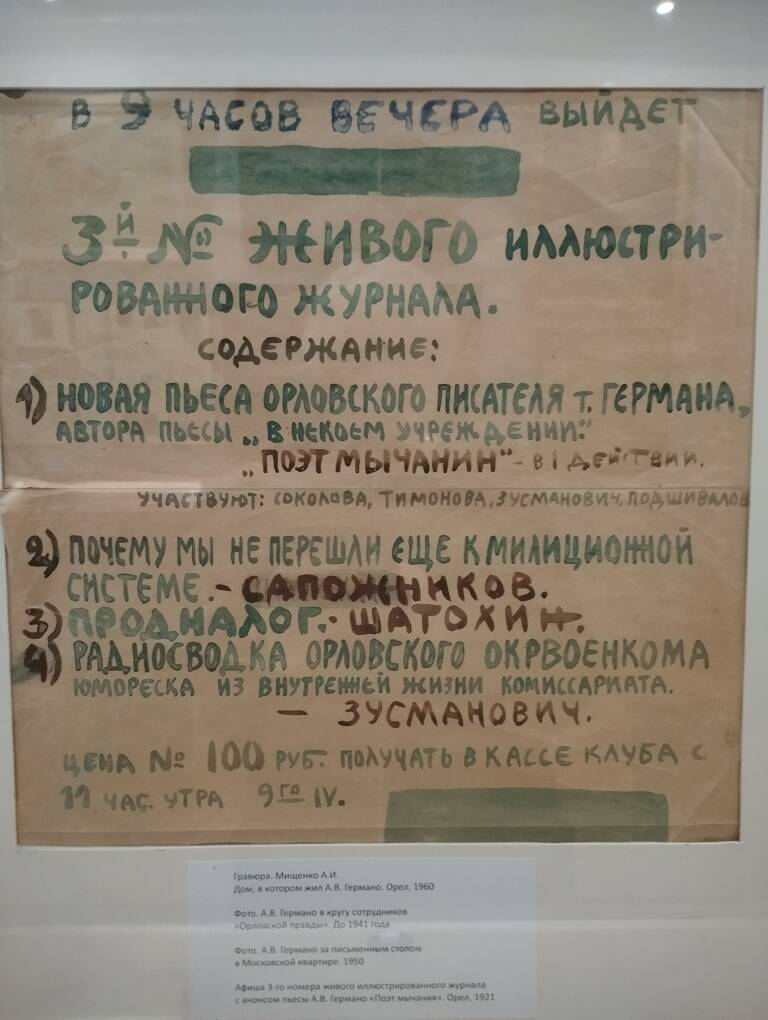 В 9 ЧАСОВ ВЕЧЕРА ВЫЙДЕТ
3й № ЖИВОГО ИЛЛЮСТРИ-
РОВАННОГО ЖУРНАЛА.
СОДЕРЖАНИЕ:
1) НОВАЯ ПЬЕСА ОРЛОВСКОГО ПИСАТЕЛЯ т. ГЕРМАНА,
АВТОРА ПЬЕСЫ „В НЕКОЕМ УЧРЕЖДЕНИИ":
„ПОЭТ МЫЧАНИН" - В 1 ДЕЙСТВИИ.
УЧАСТВУЮТ: СОКОЛОВА, ТИМОНОВА, ЗУСМАНОВИЧ, ПОДШИВАЛОВ
2) ПОЧЕМУ МЫ НЕ ПЕРЕШЛИ ЕЩЕ К МИЛИЦИОННОЙ
СИСТЕМЕ. - САПОЖНИКОВ.
3) ПРОДНАЛОГ. - ШАТОХИН.
4) РАДИОСВОДКА ОРЛОВСКОГО ОКРВОЕНКОМА
ЮМОРЕСКА ИЗ ВНУТРЕННЕЙ ЖИЗНИ КОМИССАРИАТА.
— ЗУСМАНОВИЧ.
ЦЕНА № 100 РУБ. ПОЛУЧАТЬ В КАССЕ КЛУБА С
11 ЧАС. УТРА 9го IV.
Гравюра. Мищенко А.И.
Дом, в котором жил А.В. Германо. Орел, 1960
Фото. А.В. Германо в кругу сотрудников
«Орловской правды». До 1941 года
Фото. А.В. Германо за письменным столом
в Московской квартире. 1950
Афиша 3-го номера живого иллюстрированного журнала
с анонсом пьесы А.В. Германо «Поэт мычания». Орел, 1921